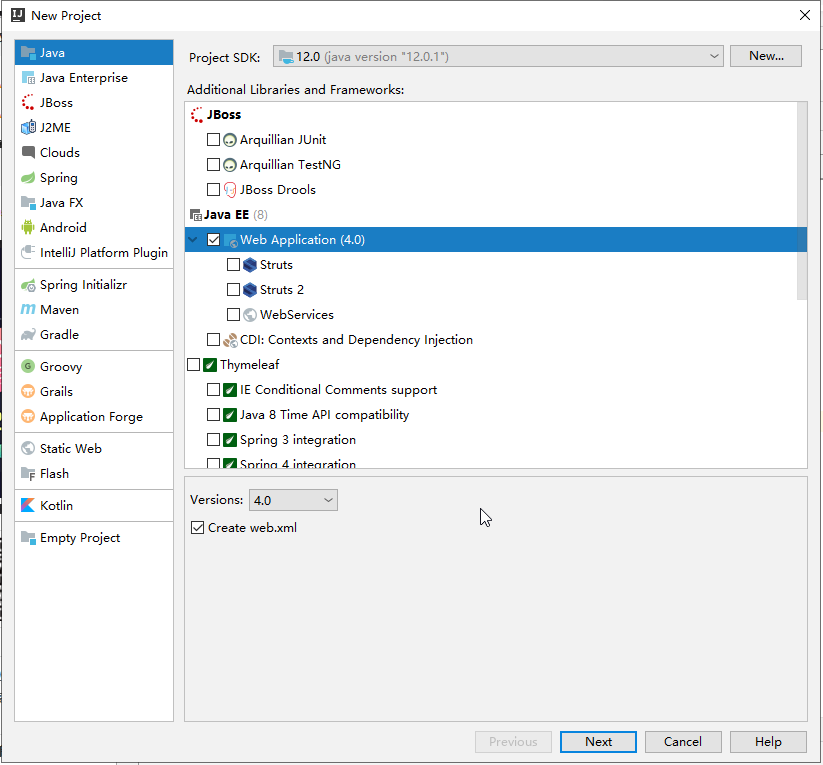 New Project
Java
Java Enterprise
JBoss
J2ME
Clouds
Spring
Java FX
Android
IntelliJ Platform Plugin
Spring Initializr
Maven
Gradle
Groovy
Grails
Application Forge
Static Web
Flash
Kotlin
Empty Project
Project SDK: 12.0 (java version "12.0.1") New...
Additional Libraries and Frameworks:
JBoss
Arquillian JUnit
Arquillian TestNG
JBoss Drools
Java EE (8)
Web Application (4.0)
Struts
Struts 2
WebServices
CDI: Contexts and Dependency Injection
Thymeleaf
IE Conditional Comments support
Java 8 Time API compatibility
Spring 3 integration
Spring 4 integration
Versions: 4.0
Create web.xml
Previous Next Cancel Help